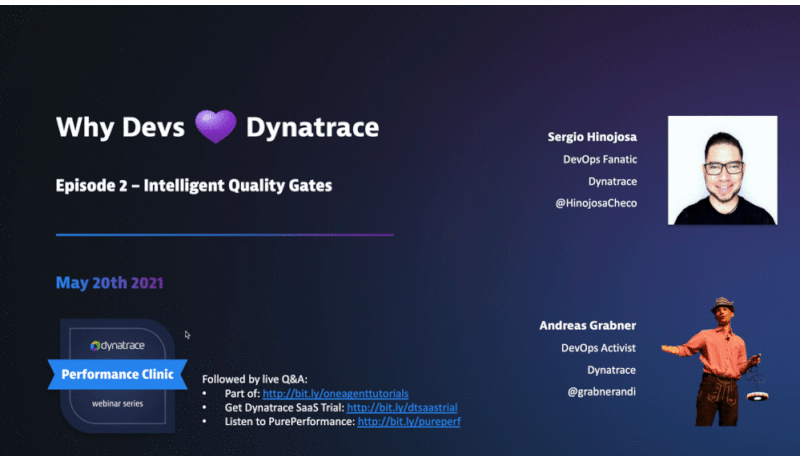 Why Devs 💜 Dynatrace
Episode 2 – Intelligent Quality Gates
May 20th 2021
dynatrace
Performance Clinic
webinar series
Followed by live Q&A:
• Part of: http://bit.ly/oneagenttutorials
• Get Dynatrace SaaS Trial: http://bit.ly/dtsaastrial
• Listen to PurePerformance: http://bit.ly/pureperf
Sergio Hinojosa
DevOps Fanatic
Dynatrace
@HinojosaCheco
Andreas Grabner
DevOps Activist
Dynatrace
@grabnerandi